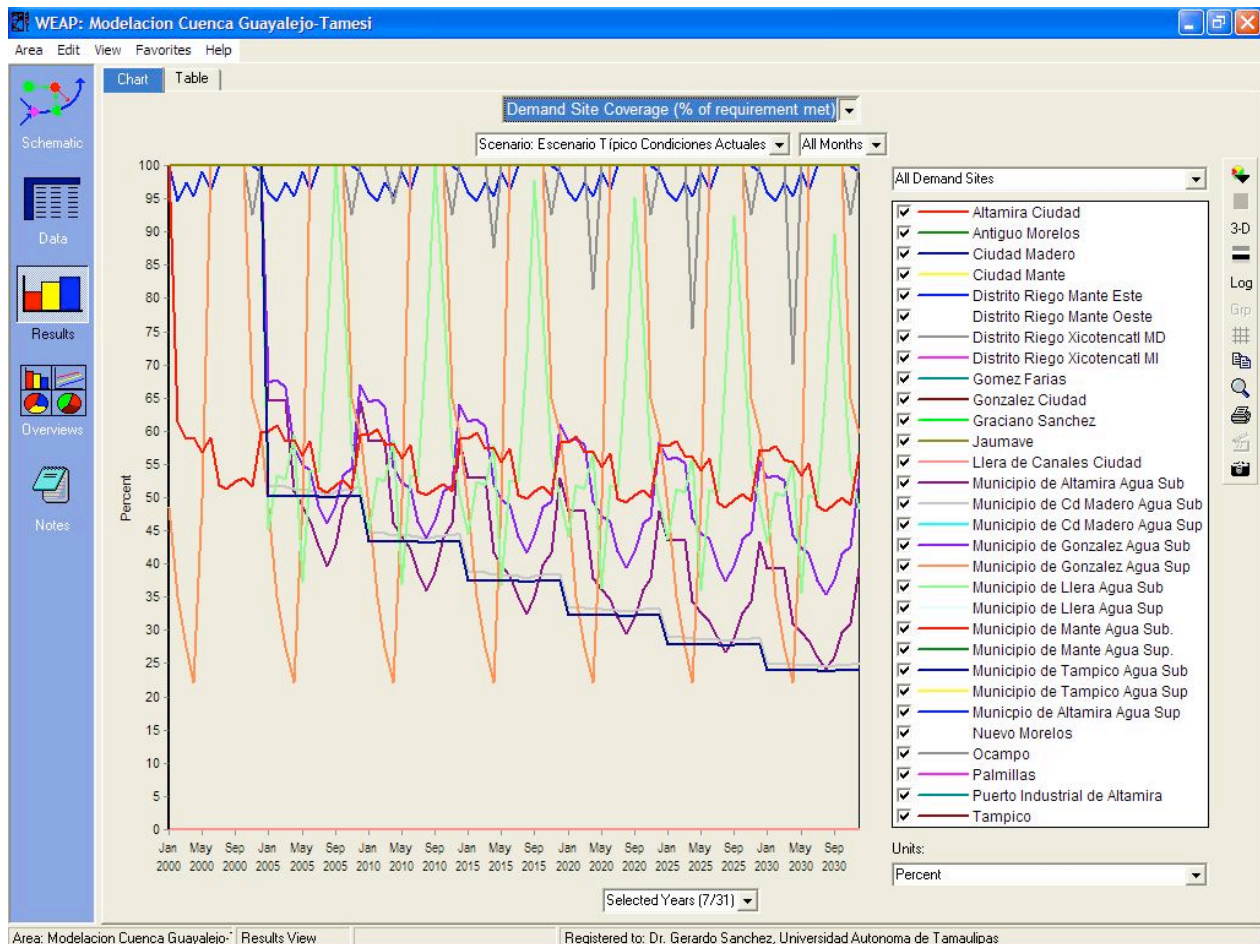 WEAP: Modelacion Cuenca Guayalejo-Tamesi
Area Edit View Favorites Help
Schematic
Data
Results
Overviews
Notes
Chart Table
Demand Site Coverage (% of requirement met)
Scenario: Escenario Típico Condiciones Actuales All Months
100
95
90
85
80
75
70
65
60
55
50
45
40
35
30
25
20
15
10
5
0
Percent
Jan May Sep Jan May Sep Jan May Sep Jan May Sep Jan May Sep Jan May Sep Jan May Sep
2000 2000 2000 2005 2005 2005 2010 2010 2010 2015 2015 2015 2020 2020 2020 2025 2025 2025 2030 2030 2030
Selected Years (7/31)
All Demand Sites
Altamira Ciudad
Antiguo Morelos
Ciudad Madero
Ciudad Mante
Distrito Riego Mante Este
Distrito Riego Mante Oeste
Distrito Riego Xicotencatl MD
Distrito Riego Xicotencatl MI
Gomez Farias
Gonzalez Ciudad
Graciano Sanchez
Jaumave
Llera de Canales Ciudad
Municipio de Altamira Agua Sub
Municipio de Cd Madero Agua Sub
Municipio de Cd Madero Agua Sup
Municipio de Gonzalez Agua Sub
Municipio de Gonzalez Agua Sup
Municipio de Llera Agua Sub
Municipio de Llera Agua Sup
Municipio de Mante Agua Sub.
Municipio de Mante Agua Sup.
Municipio de Tampico Agua Sub
Municipio de Tampico Agua Sup
Municpio de Altamira Agua Sup
Nuevo Morelos
Ocampo
Palmillas
Puerto Industrial de Altamira
Tampico
Units:
Percent
3-D
Log
Grp
Area: Modelacion Cuenca Guayalejo-T Results View Registered to: Dr. Gerardo Sanchez, Universidad Autonoma de Tamaulipas